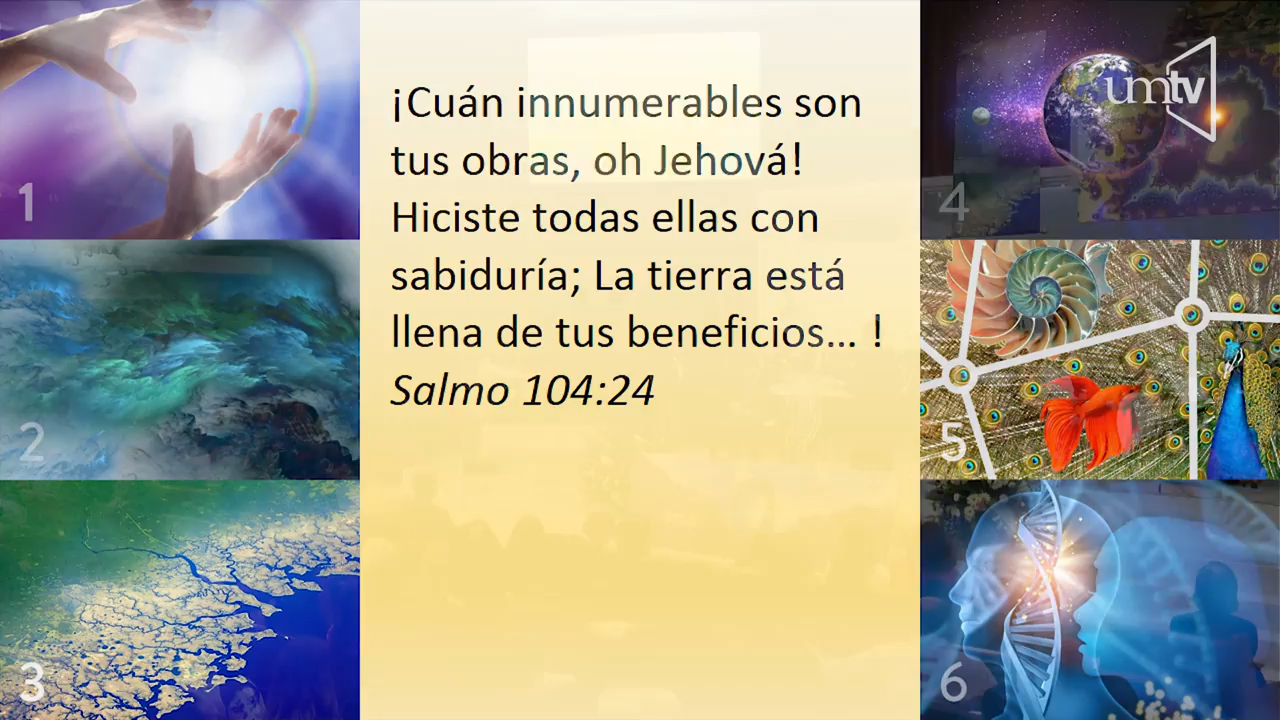 ¡Cuán innumerables son
tus obras, oh Jehová!
Hiciste todas ellas con
sabiduría; La tierra está
llena de tus beneficios... !
Salmo 104:24
1
2
3
umtv
4
5
6